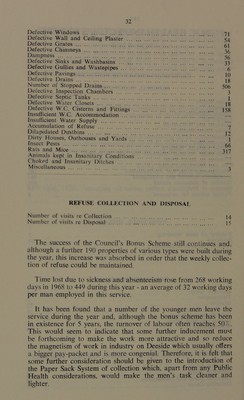 32
Defective Windows 71
Defective Wall and Ceiling Plaster 54
Defective Grates 61
Defective Chimneys 26
Dampness 56
Defective Sinks and Washbasins 33
Defective Gullies and Wastepipes
Defective Pavings 10
Defective Drains 18
Number of Stopped Drains 506
Defective Inspection Chambers 3
Defective Septic Tanks 1
Defective Water Closets 18
Defective W.C. Cisterns and Fittings 158
Insufficient W.C. Accommodation
Insufficient Water Supply
Accumulation of Refuse 7
Dilapidated Dustbins 12
Dirty Houses, Outhouses and Yards
Insect Pests 66
Rats and Mice 317
Animals kept in Insanitary Conditions
Choked and Insanitary Ditches
Miscellaneous 3
REFUSE COLLECTION AND DISPOSAL
Number of visits re Collection 14
Number of visits re Disposal
The success of the Council's Bonus Scheme still continues and,
although a further 190 properties of various types were built during
the year, this increase was absorbed in order that the weekly collec-
tion of refuse could be maintained.
Time lost due to sickness and absenteeism rose from 268 working
days in 1968 to 449 during this year - an average of 32 working days
per man employed in this service.
It has been found that a number of the younger men leave the
service during the year and, although the bonus scheme has been
in existence for 5 years, the turnover of labour often reaches 50%.
This would seem to indicate that some further inducement must
be forthcoming to make the work more attractive and to reduce
the magnetism of work in industry on Deeside which usually offers
a bigger pay-packet and is more congenial. Therefore, it is felt that
some further consideration should be given to the introduction of
the Paper Sack System of collection which, apart from any Public
Health considerations, would make the men's task cleaner and
lighter.